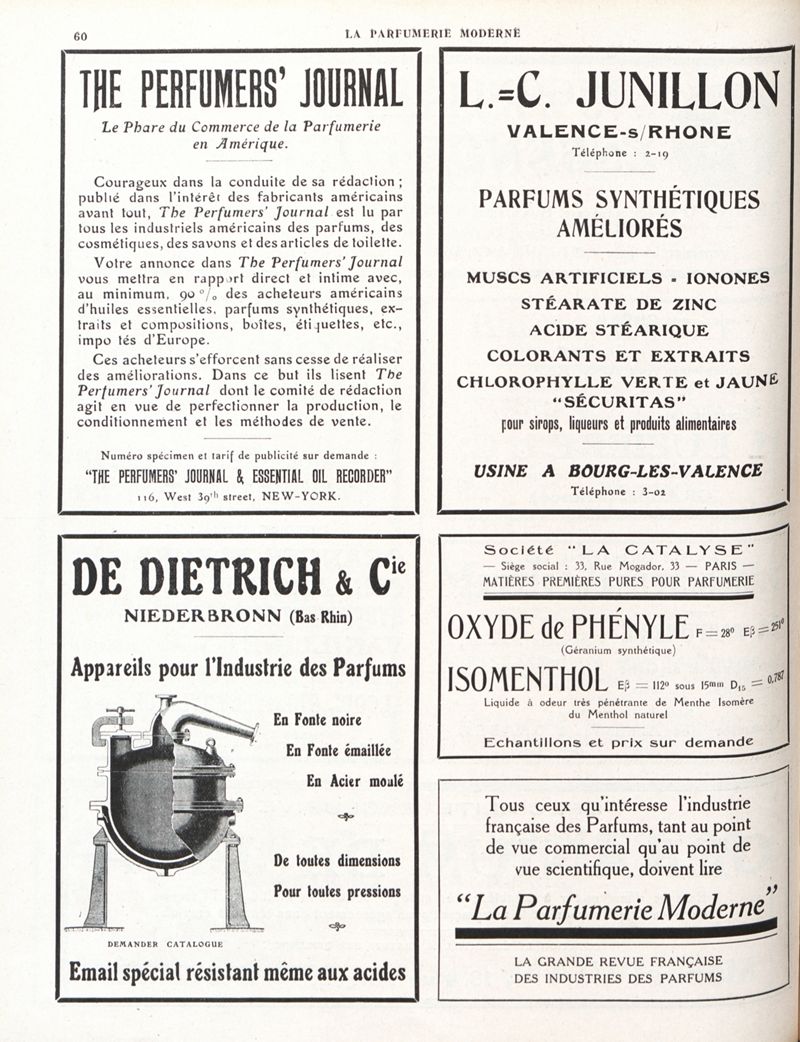 60
LA PARFUMERIE MODERNE
THE PERFUMERS' JOURNAL
Le Phare du Commerce de la Parfumerie
en Amérique.
Courageux dans la conduite de sa rédaction ;
publié dans l'intérêt des fabricants américains
avant tout, The Perfumers' Journal est lu par
tous les industriels américains des parfums, des
cosmétiques, des savons et des articles de toilette.
Votre annonce dans The Perfumers' Journal
vous mettra en rapport direct et intime avec,
au minimum, 90 % des acheteurs américains
d'huiles essentielles, parfums synthétiques, ex-
traits et compositions, boîtes, étiquettes, etc.,
impo tés d'Europe.
Ces acheteurs s'efforcent sans cesse de réaliser
des améliorations. Dans ce but ils lisent The
Perfumers' Journal dont le comité de rédaction
agit en vue de perfectionner la production, le
conditionnement et les méthodes de vente.
Numéro spécimen et tarif de publicité sur demande :
"THE PERFUMERS' JOURNAL & ESSENTIAL OIL RECORDER"
116, West 39th street, NEW-YORK.
L.=C. JUNILLON
VALENCE-s/RHONE
Téléphone : 2-19
PARFUMS SYNTHÉTIQUES
AMÉLIORÉS
MUSCS ARTIFICIELS - IONONES
STÉARATE DE ZINC
ACIDE STÉARIQUE
COLORANTS ET EXTRAITS
CHLOROPHYLLE VERTE et JAUNE
"SÉCURITAS"
pour sirops, liqueurs et produits alimentaires
USINE A BOURG-LES-VALENCE
Téléphone : 3-02
DE DIETRICH & Cie
NIEDERBRONN (Bas Rhin)
Appareils pour l'Industrie des Parfums
En Fonte noire
En Fonte émaillée
En Acier moulé
De toutes dimensions
Pour toutes pressions
DEMANDER CATALOGUE
Email spécial résistant même aux acides
Société "LA CATALYSE"
— Siège social : 33, Rue Mogador, 33 — PARIS —
MATIÈRES PREMIÈRES PURES POUR PARFUMERIE
OXYDE de PHÉNYLE F = 28° Eβ = 251°
(Géranium synthétique)
ISOMENTHOL Eβ = 112° sous 15mm D15 = 0,787
Liquide à odeur très pénétrante de Menthe Isomère
du Menthol naturel
Echantillons et prix sur demande
Tous ceux qu'intéresse l'industrie
française des Parfums, tant au point
de vue commercial qu'au point de
vue scientifique, doivent lire
"La Parfumerie Moderne"
LA GRANDE REVUE FRANÇAISE
DES INDUSTRIES DES PARFUMS